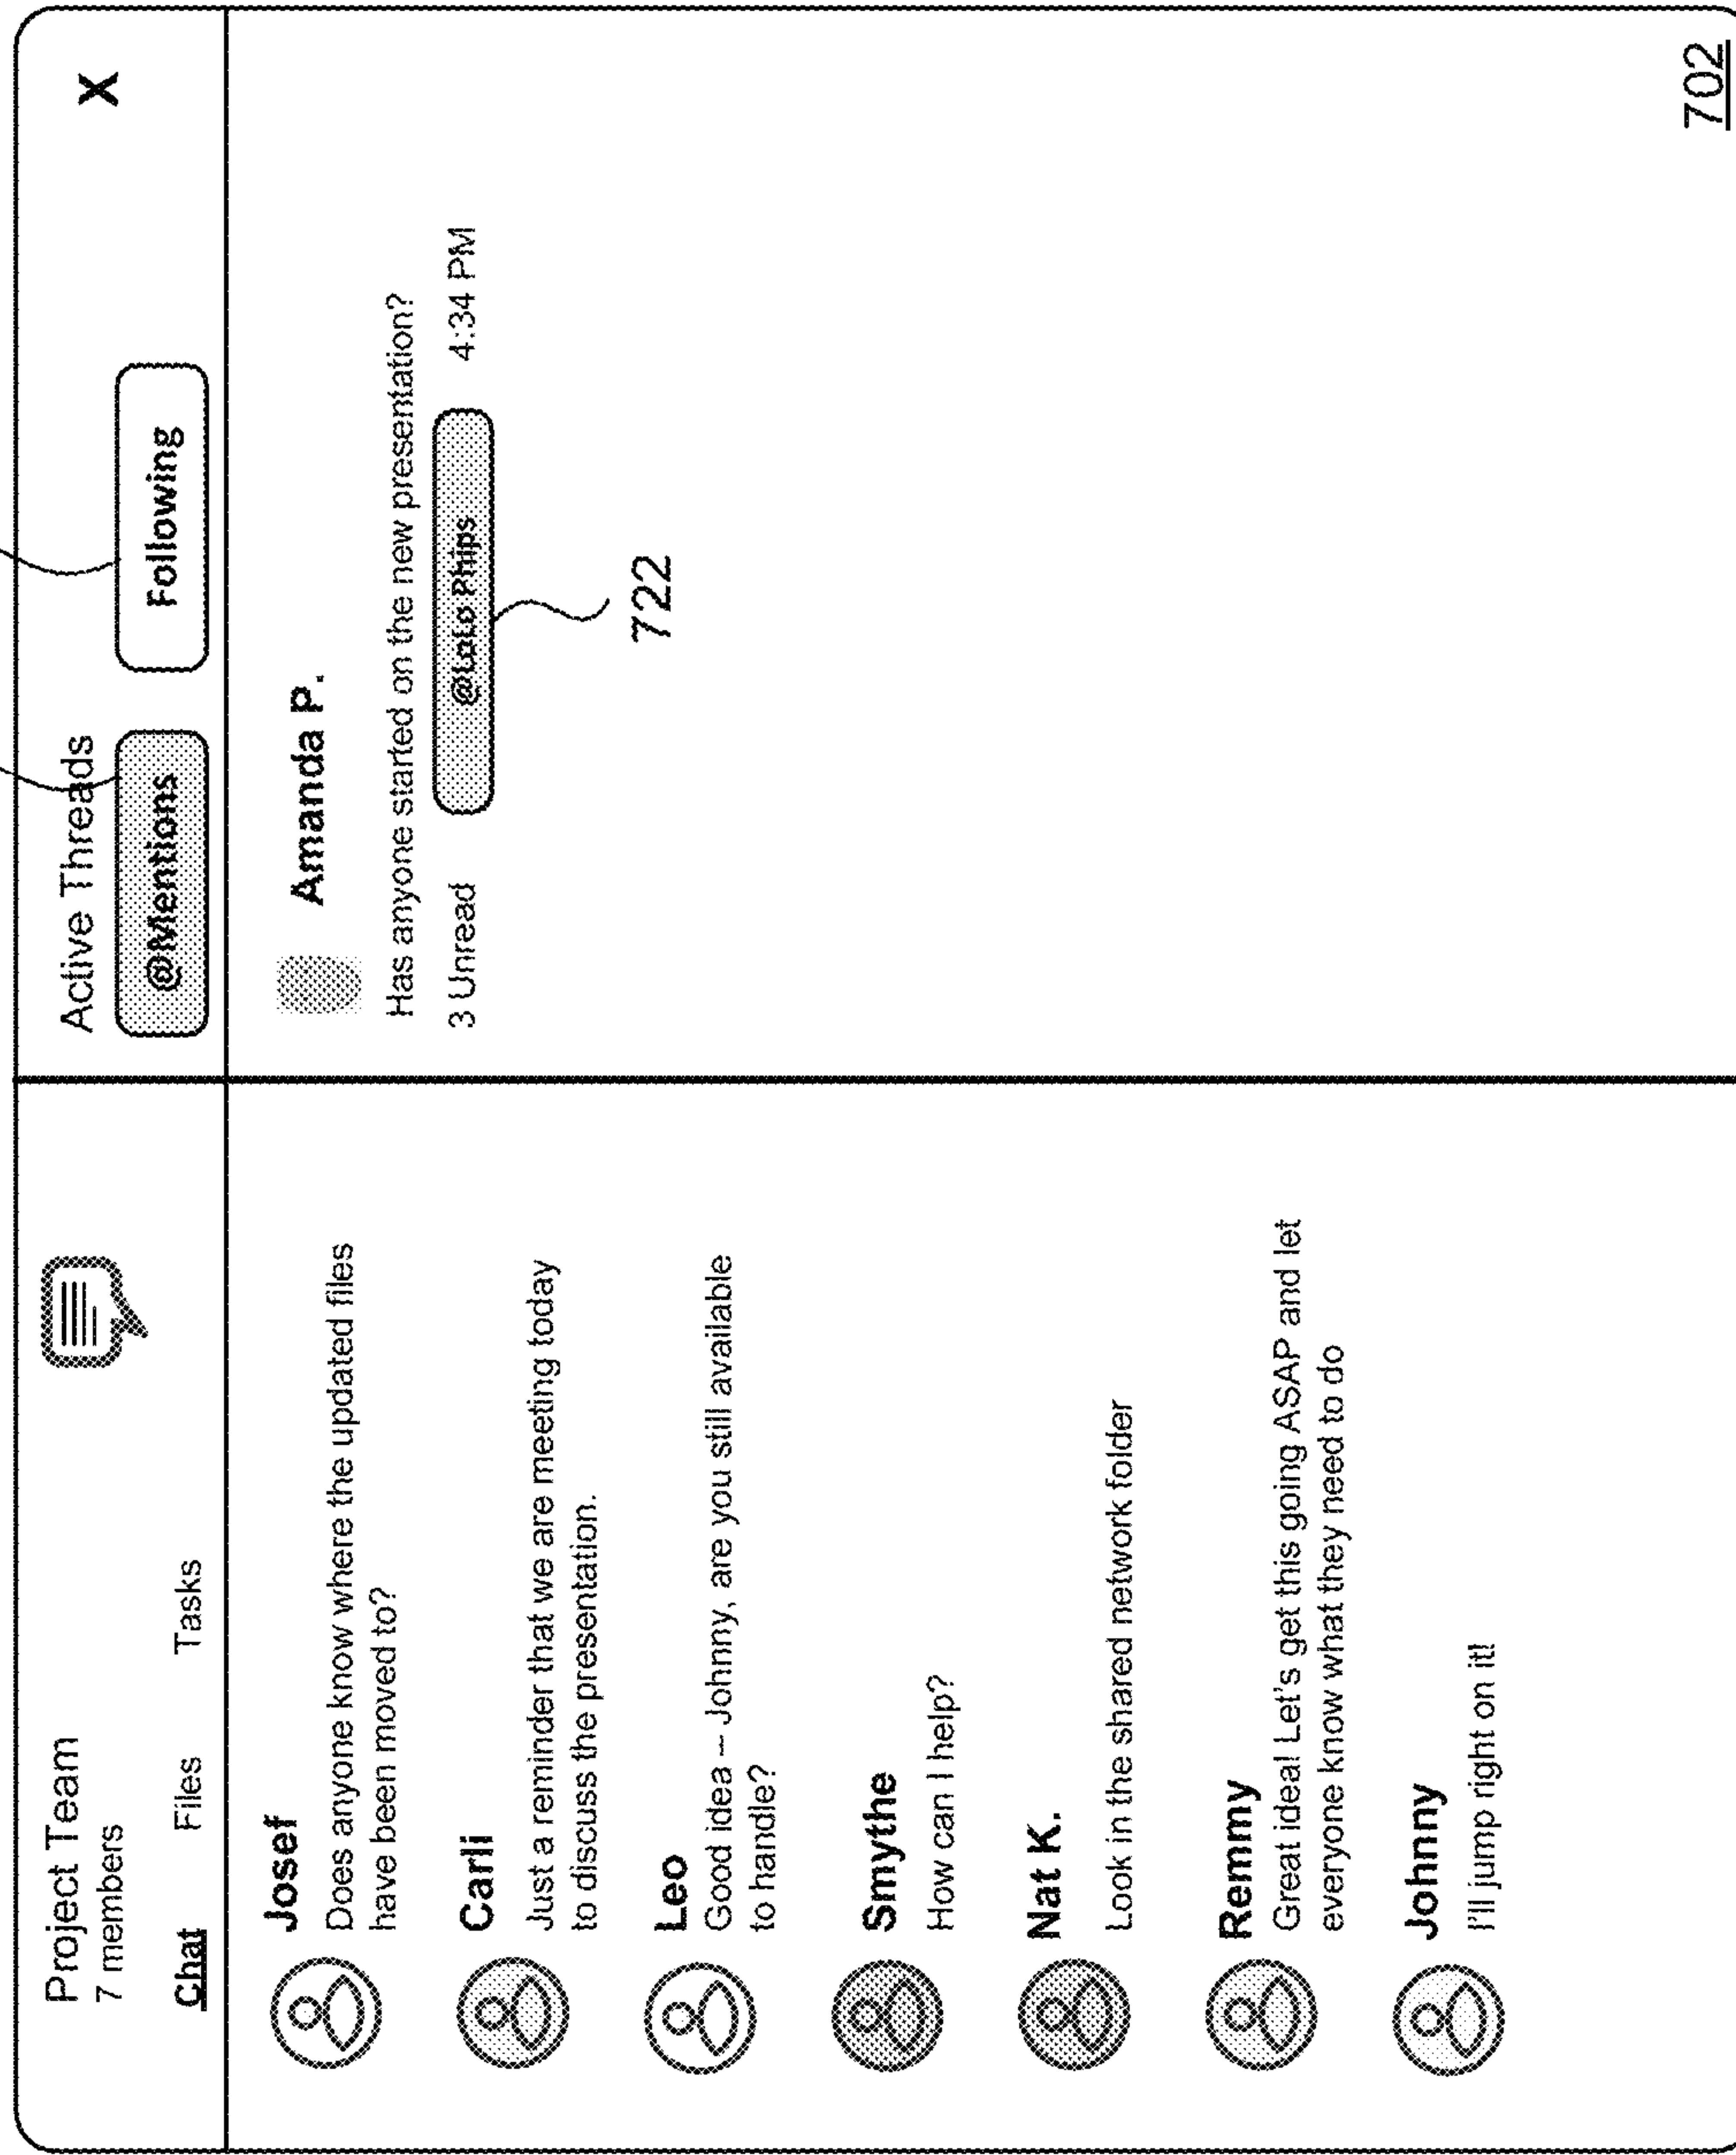 Project Team
7 members
Chat Files Tasks
Josef
Does anyone know where the updated files
have been moved to?
Carli
Just a reminder that we are meeting today
to discuss the presentation.
Leo
Good idea – Johnny, are you still available
to handle?
Smythe
How can I help?
Nat K.
Look in the shared network folder
Remmy
Great idea! Let's get this going ASAP and let
everyone know what they need to do
Johnny
I'll jump right on it!
Active Threads
X
@Mentions Following
Amanda P.
Has anyone started on the new presentation?
3 Unread @LoLo Phips 4:34 PM
722
702